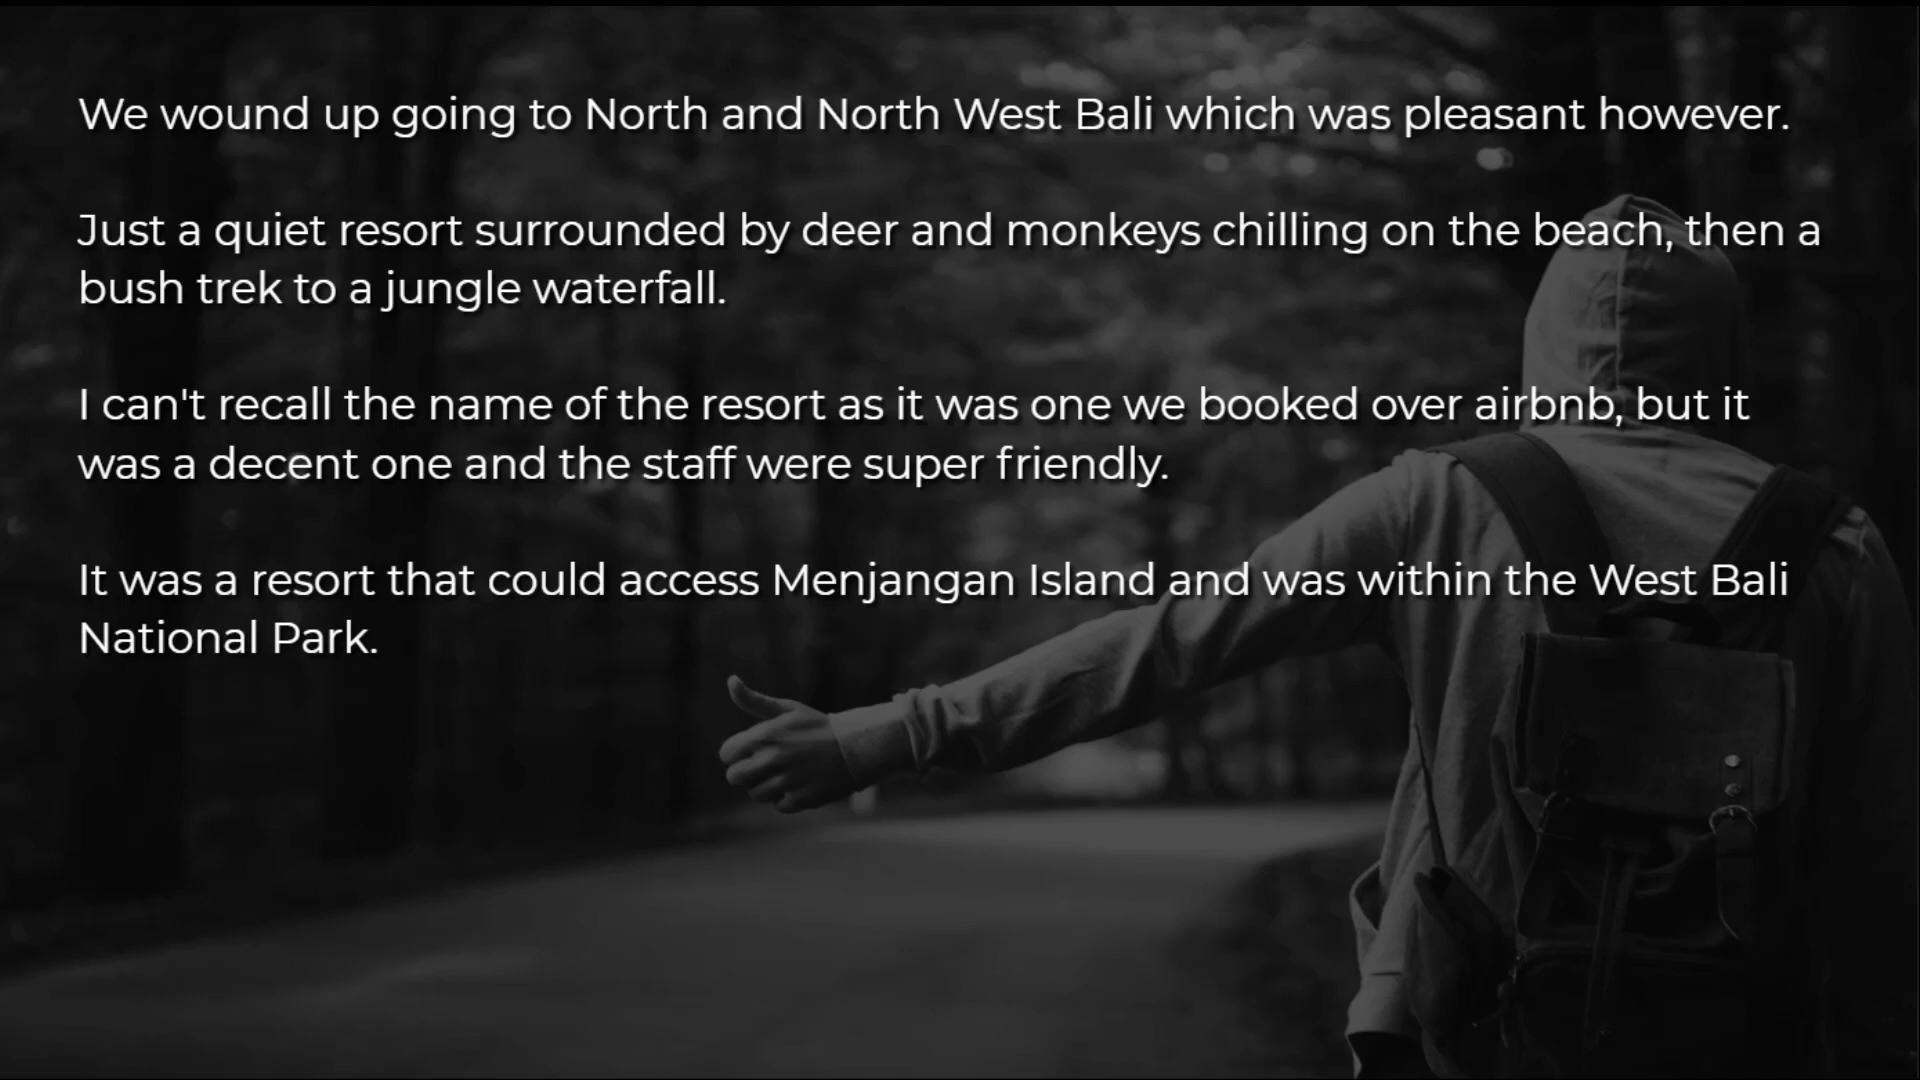 We wound up going to North and North West Bali which was pleasant however.
Just a quiet resort surrounded by deer and monkeys chilling on the beach, then a
bush trek to a jungle waterfall.
I can't recall the name of the resort as it was one we booked over airbnb, but it
was a decent one and the staff were super friendly.
It was a resort that could access Menjangan Island and was within the West Bali
National Park.